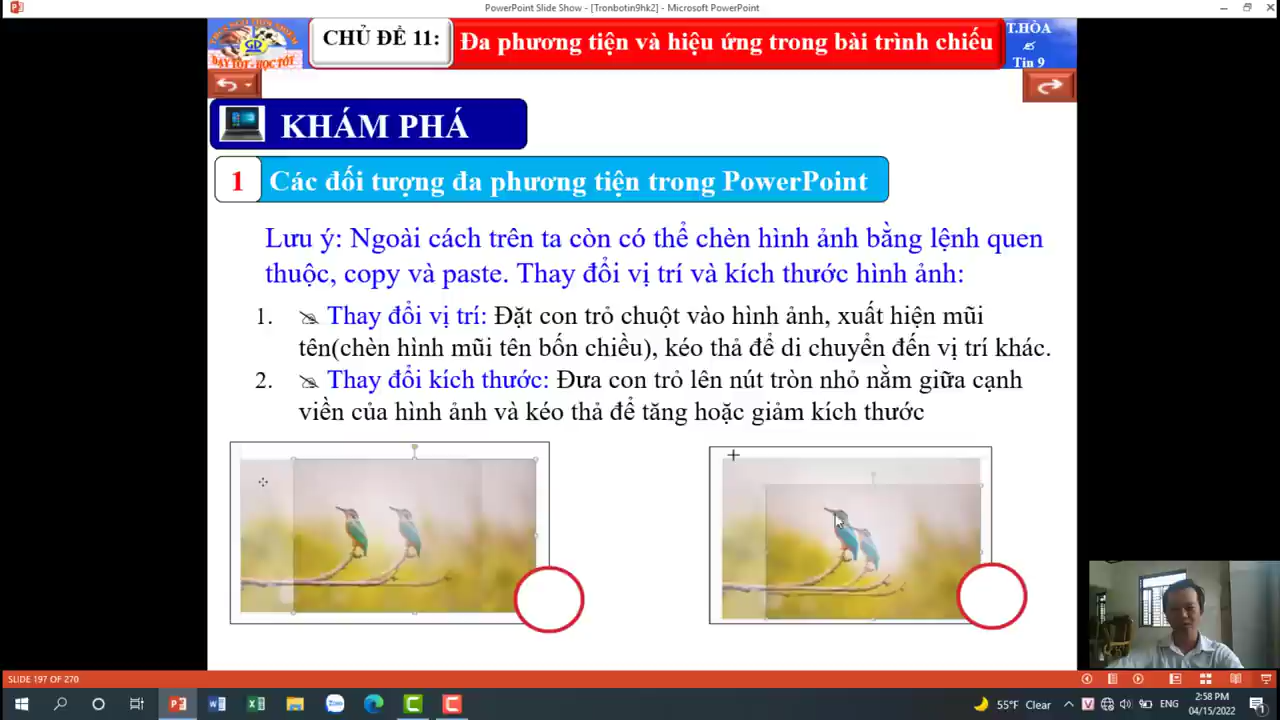 PowerPoint Slide Show - [Tronbotin9hk2] - Microsoft PowerPoint
CHỦ ĐỀ 11:
Đa phương tiện và hiệu ứng trong bài trình chiếu
T.HÒA
Tin 9
DẠY TỐT - HỌC TỐT
KHÁM PHÁ
1
Các đối tượng đa phương tiện trong PowerPoint
Lưu ý: Ngoài cách trên ta còn có thể chèn hình ảnh bằng lệnh quen
thuộc, copy và paste. Thay đổi vị trí và kích thước hình ảnh:
1. Thay đổi vị trí: Đặt con trỏ chuột vào hình ảnh, xuất hiện mũi
tên(chèn hình mũi tên bốn chiều), kéo thả để di chuyển đến vị trí khác.
2. Thay đổi kích thước: Đưa con trỏ lên nút tròn nhỏ nằm giữa cạnh
viền của hình ảnh và kéo thả để tăng hoặc giảm kích thước
SLIDE 197 OF 270
55°F Clear
ENG
2:58 PM
04/15/2022